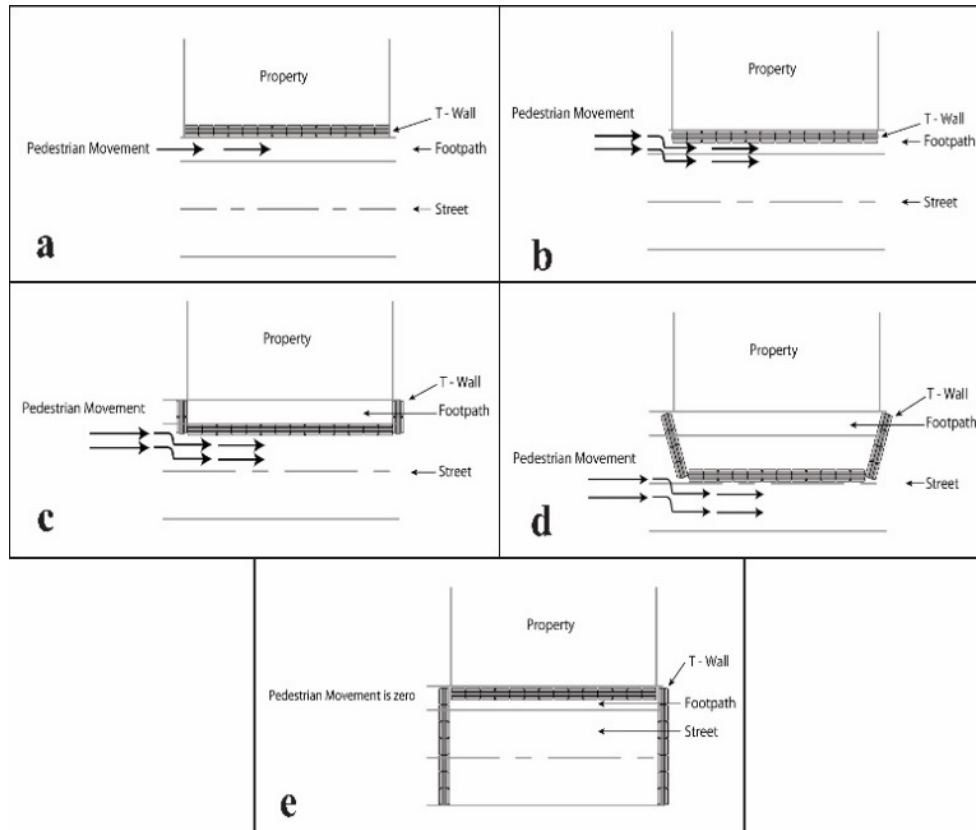 Property
T - Wall
Pedestrian Movement
Footpath
Street
a
Property
Pedestrian Movement
T - Wall
Footpath
Street
b
Property
T - Wall
Pedestrian Movement
Footpath
Street
c
Property
T - Wall
Footpath
Pedestrian Movement
Street
d
Property
T - Wall
Pedestrian Movement is zero
Footpath
Street
e